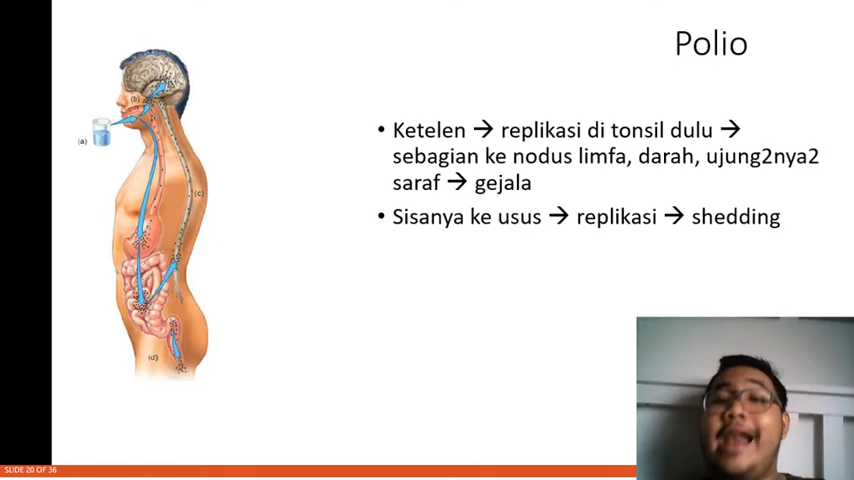 Polio
(b)
(a)
(c)
(d)
• Ketelen → replikasi di tonsil dulu →
sebagian ke nodus limfa, darah, ujung2nya2
saraf → gejala
• Sisanya ke usus → replikasi → shedding
SLIDE 20 OF 36